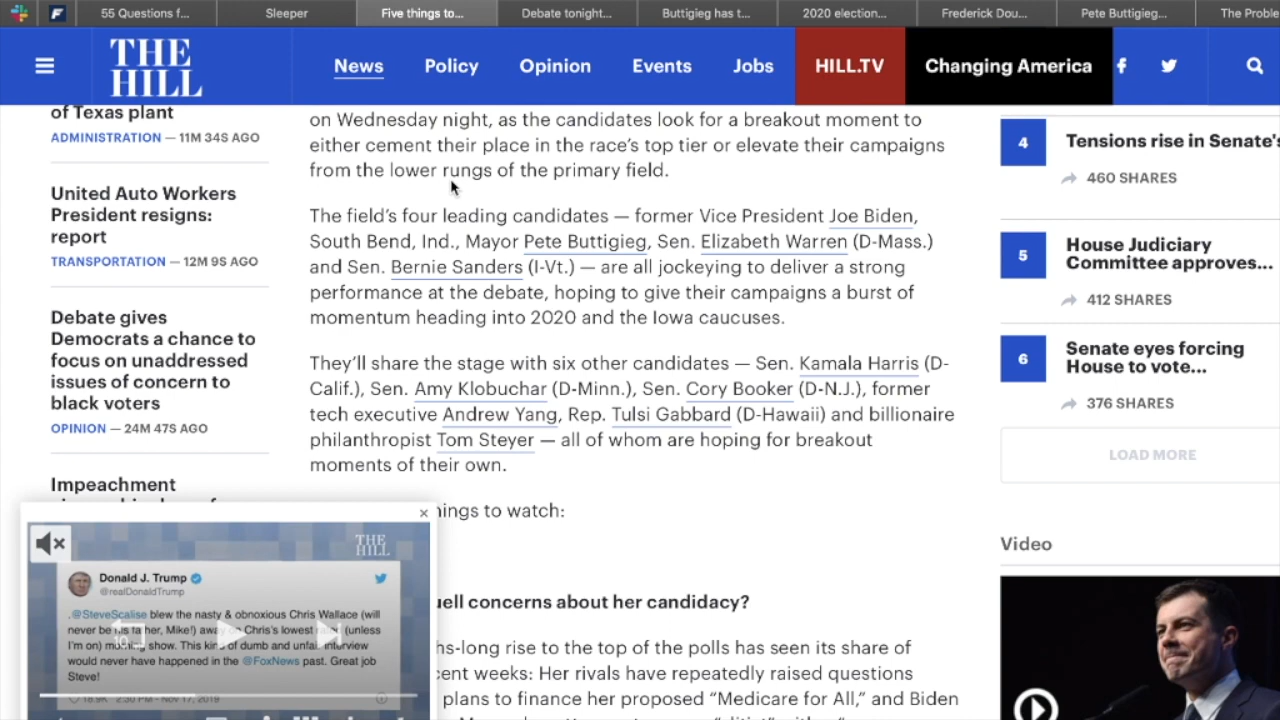 55 Questions f...
Sleeper
Five things to...
Debate tonight...
Buttigieg has t...
2020 election...
Frederick Dou...
Pete Buttigieg...
The Proble
THE
HILL
News
Policy
Opinion
Events
Jobs
HILL.TV
Changing America
of Texas plant
ADMINISTRATION — 11M 34S AGO
United Auto Workers
President resigns:
report
TRANSPORTATION — 12M 9S AGO
Debate gives
Democrats a chance to
focus on unaddressed
issues of concern to
black voters
OPINION — 24M 47S AGO
Impeachment
on Wednesday night, as the candidates look for a breakout moment to
either cement their place in the race's top tier or elevate their campaigns
from the lower rungs of the primary field.
The field's four leading candidates — former Vice President Joe Biden,
South Bend, Ind., Mayor Pete Buttigieg, Sen. Elizabeth Warren (D-Mass.)
and Sen. Bernie Sanders (I-Vt.) — are all jockeying to deliver a strong
performance at the debate, hoping to give their campaigns a burst of
momentum heading into 2020 and the Iowa caucuses.
They'll share the stage with six other candidates — Sen. Kamala Harris (D-
Calif.), Sen. Amy Klobuchar (D-Minn.), Sen. Cory Booker (D-N.J.), former
tech executive Andrew Yang, Rep. Tulsi Gabbard (D-Hawaii) and billionaire
philanthropist Tom Steyer — all of whom are hoping for breakout
moments of their own.
ings to watch:
uell concerns about her candidacy?
hs-long rise to the top of the polls has seen its share of
cent weeks: Her rivals have repeatedly raised questions
plans to finance her proposed "Medicare for All," and Biden
4
Tensions rise in Senate's
460 SHARES
5
House Judiciary
Committee approves...
412 SHARES
6
Senate eyes forcing
House to vote...
376 SHARES
LOAD MORE
Video
THE
HILL
Donald J. Trump
@realDonaldTrump
.@SteveScalise blew the nasty & obnoxious Chris Wallace (will
never be his father, Mike!) away on Chris's lowest (unless
I'm on) morning show. This kind of dumb and unfair interview
would never have happened in the @FoxNews past. Great job
Steve!
18.9K 2:30 PM - Nov 17, 2019